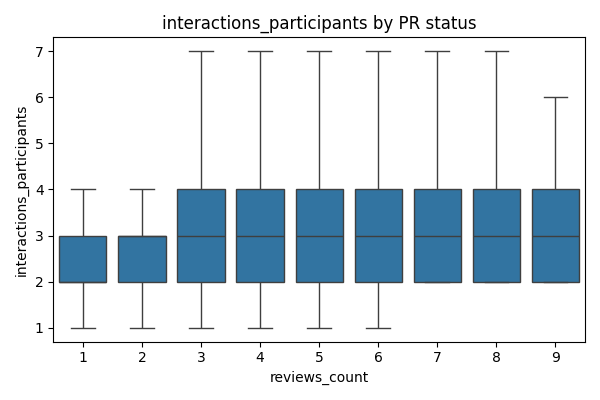 interactions_participants by PR status
interactions_participants
7
6
5
4
3
2
1
1 2 3 4 5 6 7 8 9
reviews_count